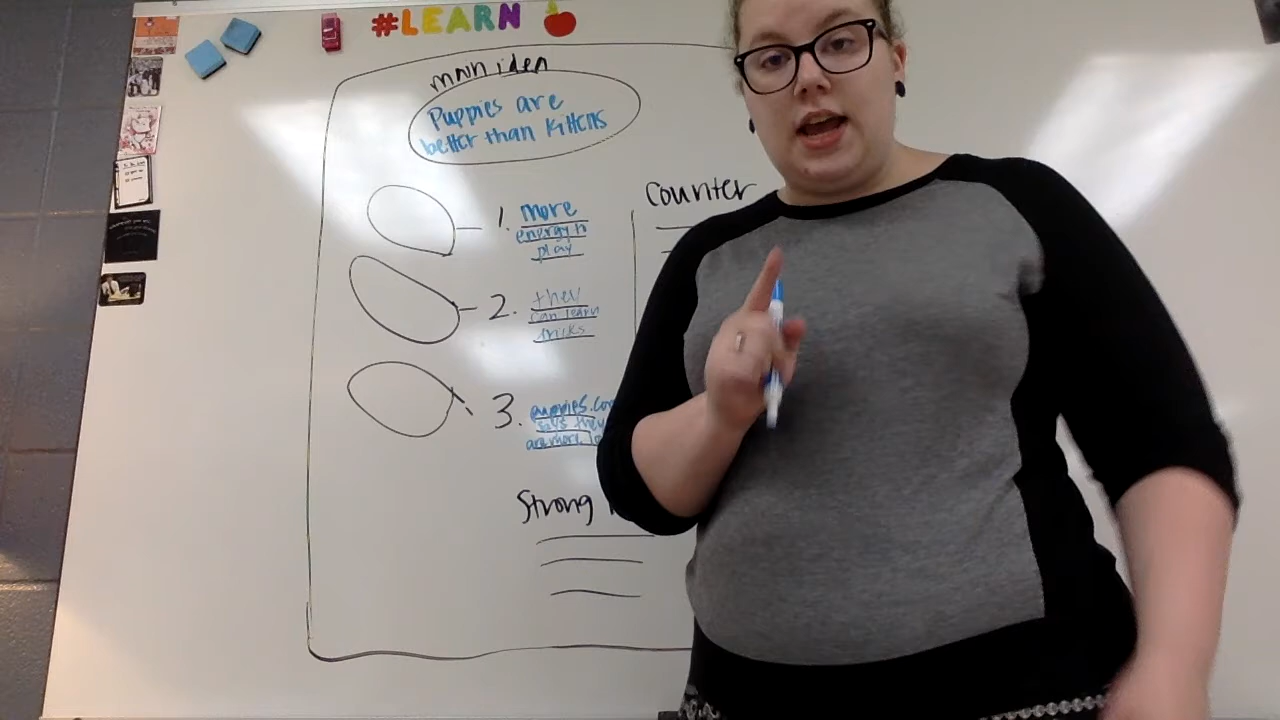 #LEARN
main idea
Puppies are
better than Kittens
Counter
1. more
energy to
play
2. they
can learn
tricks
3. puppies.com
says they
are more
Strong